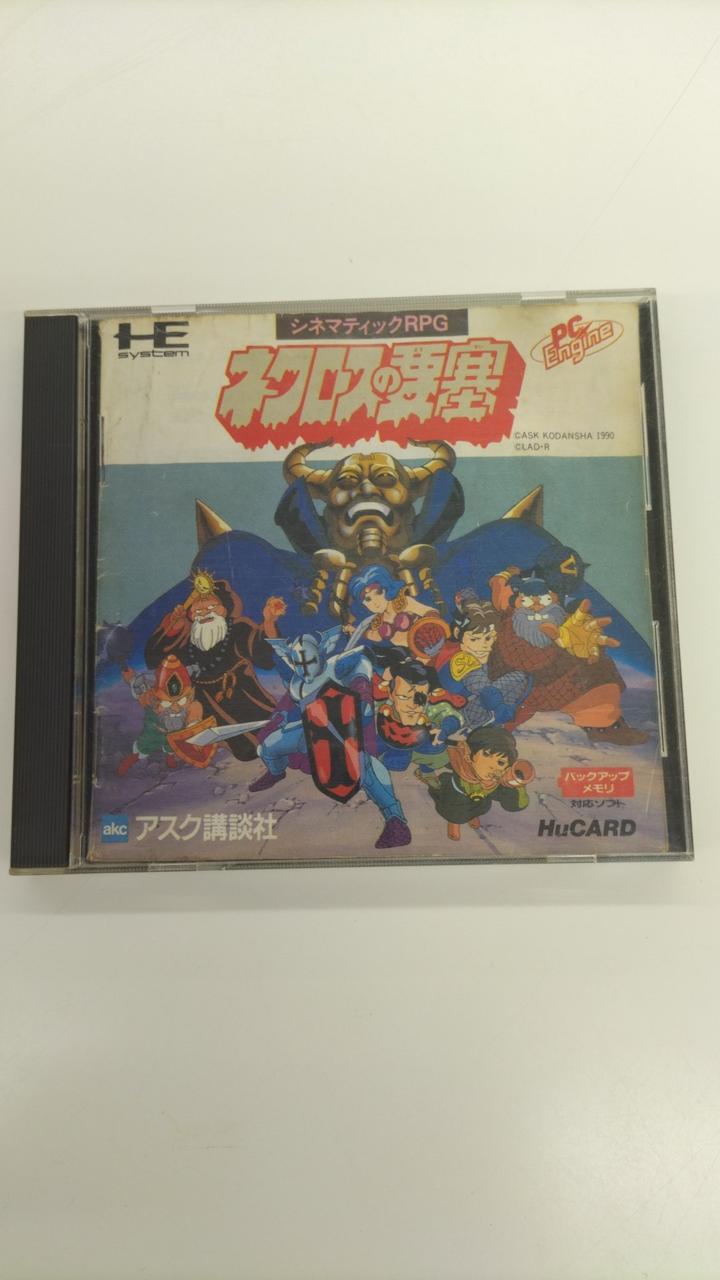 HE
system
シネマティックRPG
ネクロスの要塞
PC
Engine
©ASK KODANSHA 1990
©LAD・R
バックアップ
メモリ
対応ソフト
akc アスク講談社
HuCARD